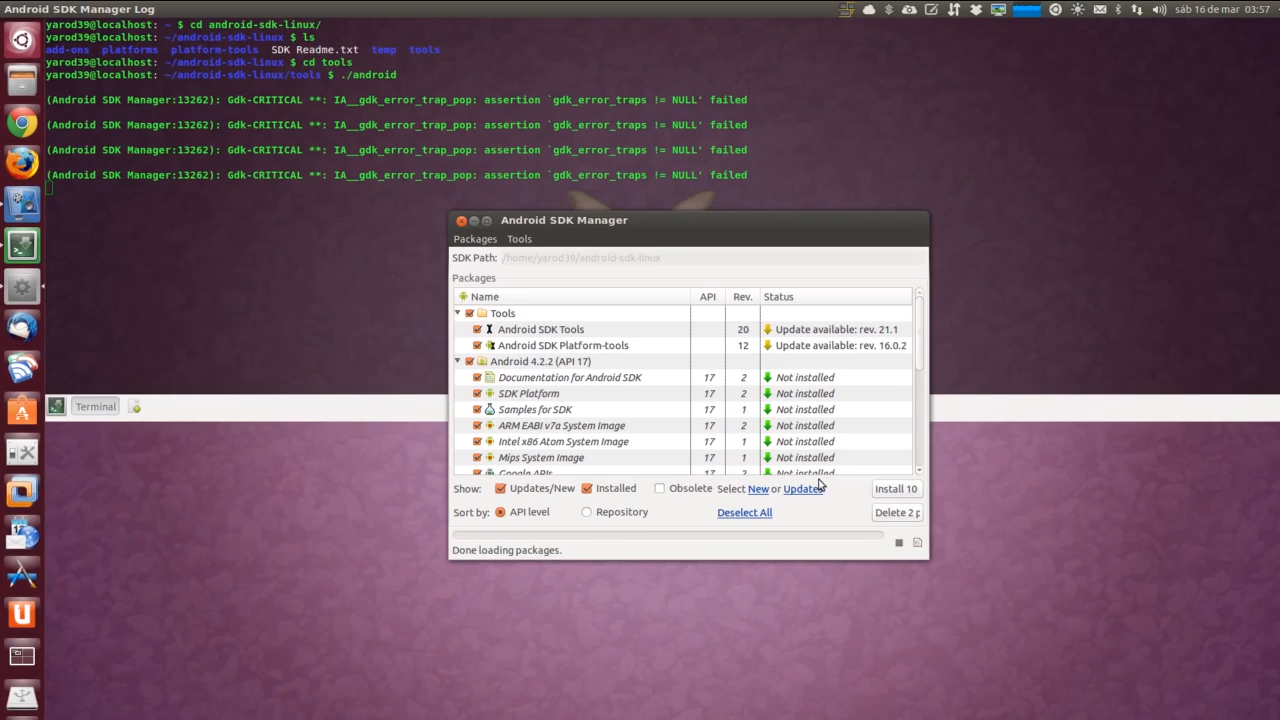 Android SDK Manager Log
sáb 16 de mar 03:57
yarod39@localhost: ~ $ cd android-sdk-linux/
yarod39@localhost: ~/android-sdk-linux $ ls
add-ons platforms platform-tools SDK Readme.txt temp tools
yarod39@localhost: ~/android-sdk-linux $ cd tools
yarod39@localhost: ~/android-sdk-linux/tools $ ./android
(Android SDK Manager:13262): Gdk-CRITICAL **: IA__gdk_error_trap_pop: assertion `gdk_error_traps != NULL' failed
(Android SDK Manager:13262): Gdk-CRITICAL **: IA__gdk_error_trap_pop: assertion `gdk_error_traps != NULL' failed
(Android SDK Manager:13262): Gdk-CRITICAL **: IA__gdk_error_trap_pop: assertion `gdk_error_traps != NULL' failed
(Android SDK Manager:13262): Gdk-CRITICAL **: IA__gdk_error_trap_pop: assertion `gdk_error_traps != NULL' failed
Terminal
Android SDK Manager
Packages Tools
SDK Path: /home/yarod39/android-sdk-linux
Packages
Name API Rev. Status
Tools
Android SDK Tools 20 Update available: rev. 21.1
Android SDK Platform-tools 12 Update available: rev. 16.0.2
Android 4.2.2 (API 17)
Documentation for Android SDK 17 2 Not installed
SDK Platform 17 2 Not installed
Samples for SDK 17 1 Not installed
ARM EABI v7a System Image 17 2 Not installed
Intel x86 Atom System Image 17 1 Not installed
Mips System Image 17 1 Not installed
Google APIs 17 2 Not installed
Show: Updates/New Installed Obsolete Select New or Updates Install 10
Sort by: API level Repository Deselect All Delete 2 p
Done loading packages.